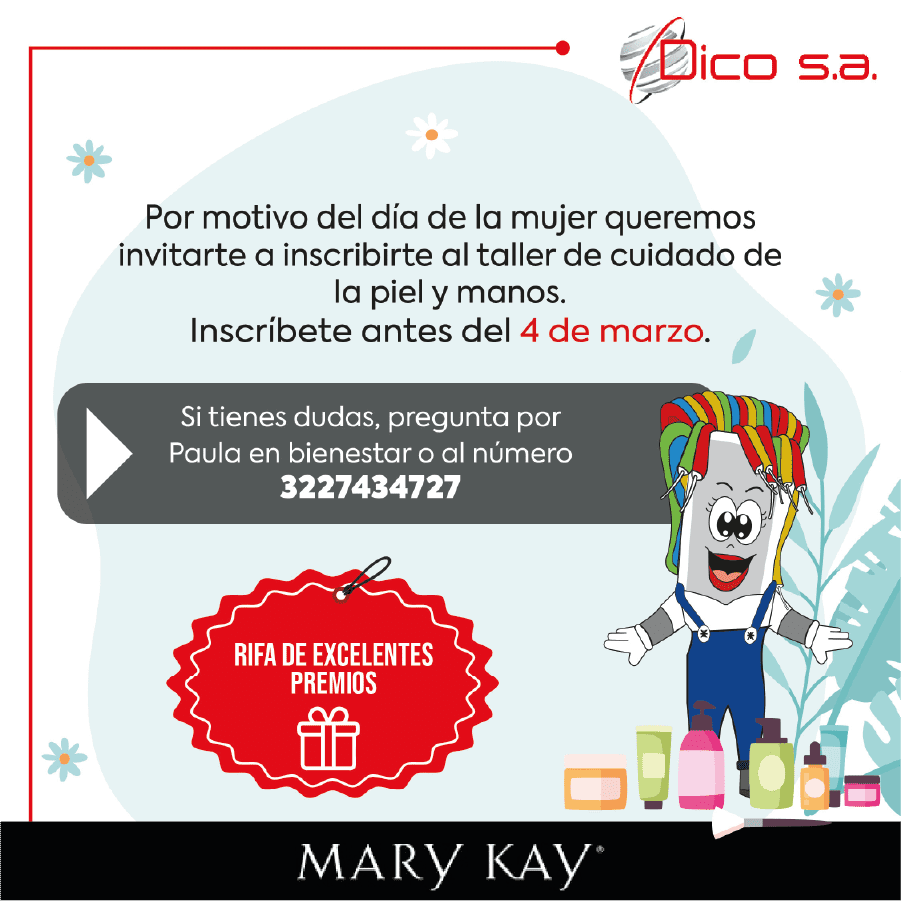 Dico s.a.
Por motivo del día de la mujer queremos
invitarte a inscribirte al taller de cuidado de
la piel y manos.
Inscríbete antes del 4 de marzo.
Si tienes dudas, pregunta por
Paula en bienestar o al número
3227434727
RIFA DE EXCELENTES
PREMIOS
MARY KAY®